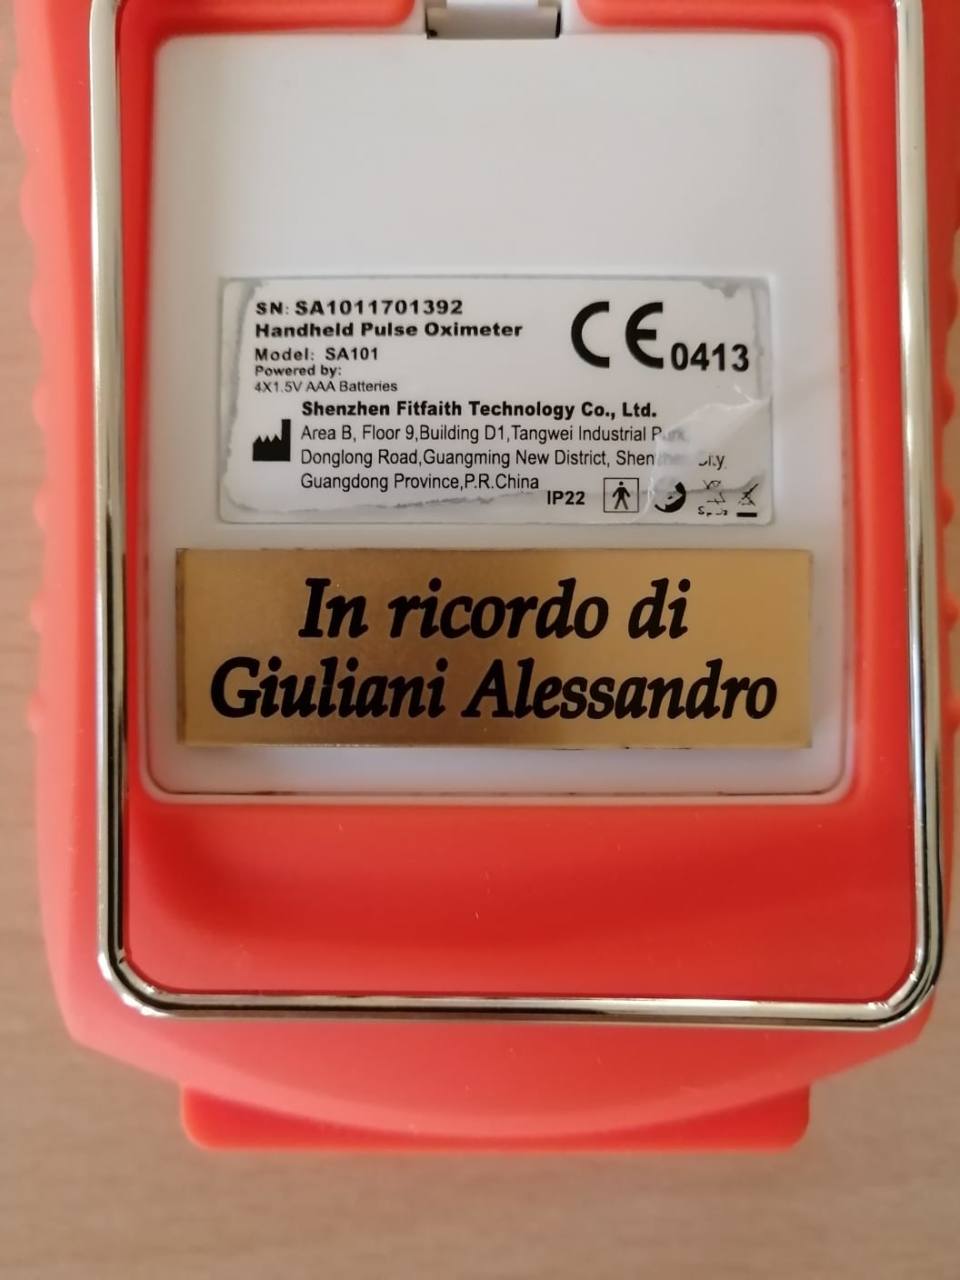 SN: SA1011701392
Handheld Pulse Oximeter
Model: SA101
Powered by:
4X1.5V AAA Batteries
CE 0413
Shenzhen Fitfaith Technology Co., Ltd.
Area B, Floor 9,Building D1,Tangwei Industrial
Donglong Road,Guangming New District,
Guangdong Province,P.R.China
IP22
In ricordo di
Giuliani Alessandro